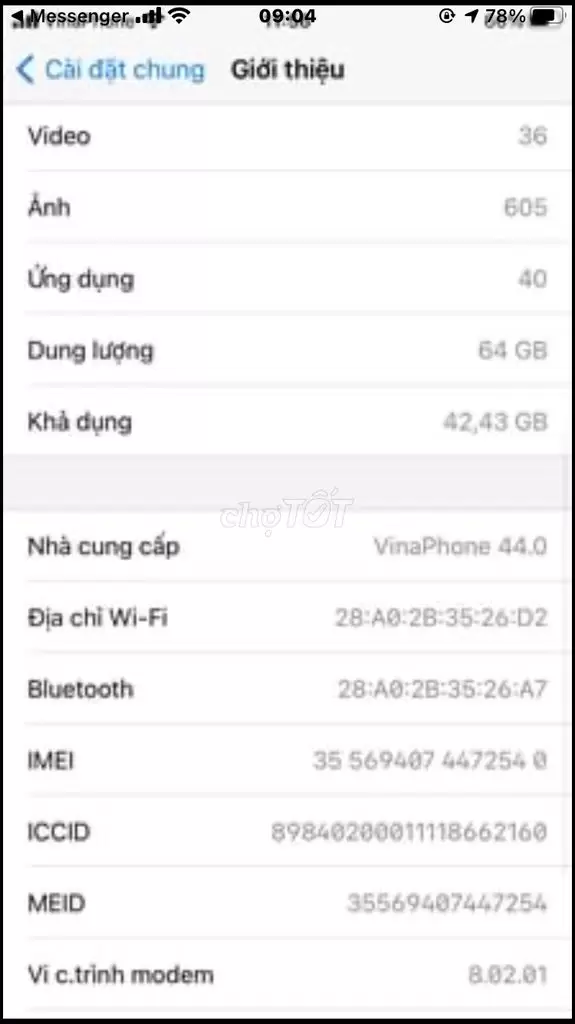 Messenger
09:04
78%
Cài đặt chung
Giới thiệu
Video 36
Ảnh 605
Ứng dụng 40
Dung lượng 64 GB
Khả dụng 42,43 GB
chợTỐT
Nhà cung cấp VinaPhone 44.0
Địa chỉ Wi-Fi 28:A0:2B:35:26:D2
Bluetooth 28:A0:2B:35:26:A7
IMEI 35 569407 447254 0
ICCID 89840200011118662160
MEID 35569407447254
Vi c.trình modem 8.02.01